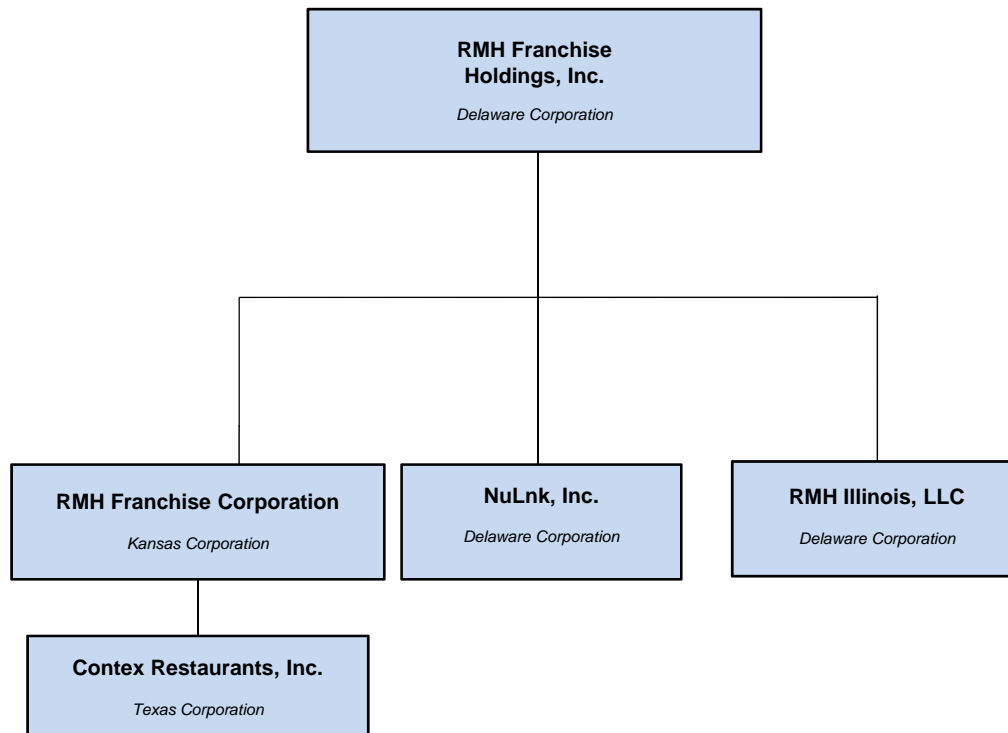 RMH Franchise
Holdings, Inc.
Delaware Corporation
RMH Franchise Corporation
Kansas Corporation
NuLnk, Inc.
Delaware Corporation
RMH Illinois, LLC
Delaware Corporation
Contex Restaurants, Inc.
Texas Corporation